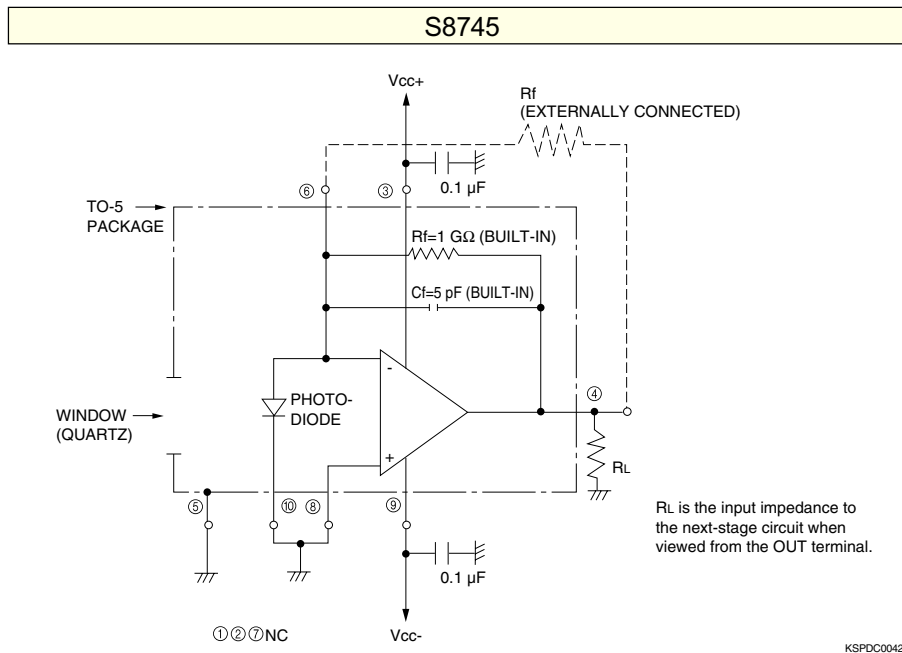 S8745
Vcc+
Rf
(EXTERNALLY CONNECTED)
0.1 µF
⑥
③
TO-5
PACKAGE
Rf=1 GΩ (BUILT-IN)
Cf=5 pF (BUILT-IN)
-
PHOTO-
DIODE
WINDOW
(QUARTZ)
④
+
RL
⑤
⑩
⑧
⑨
RL is the input impedance to
the next-stage circuit when
viewed from the OUT terminal.
0.1 µF
①②⑦NC
Vcc-
KSPDC0042